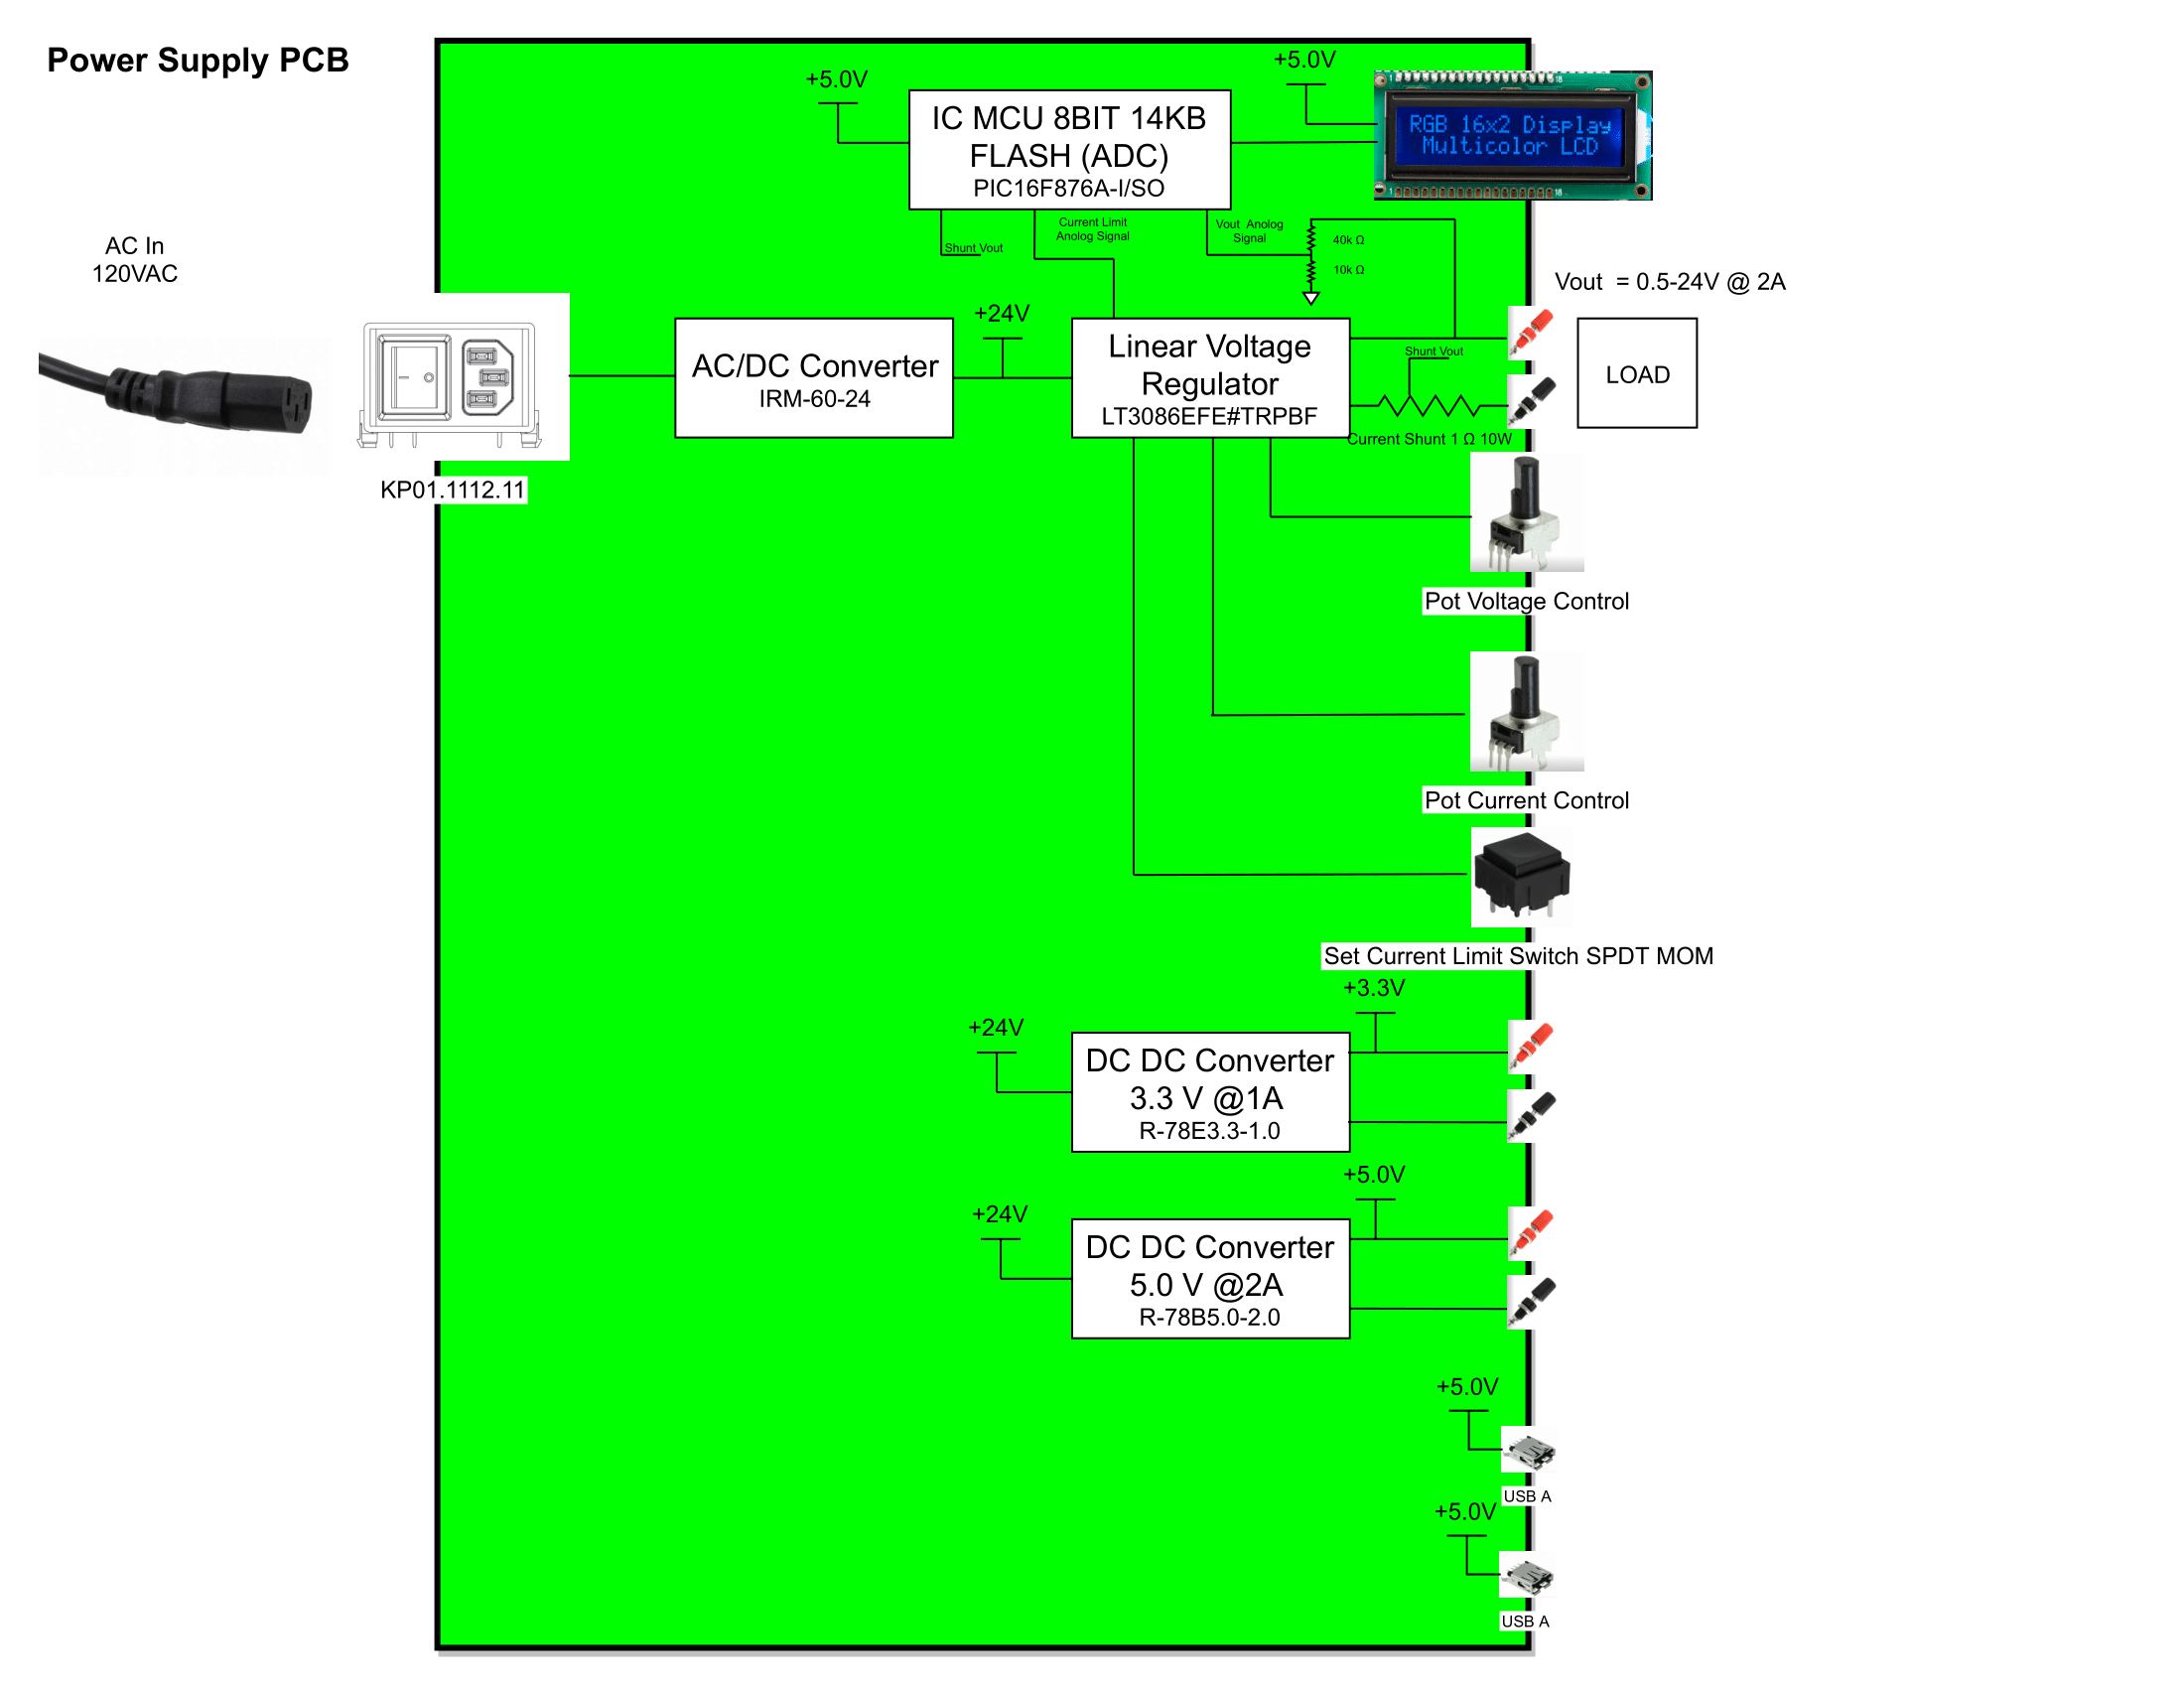 Power Supply PCB
+5.0V
+5.0V
IC MCU 8BIT 14KB
FLASH (ADC)
PIC16F876A-I/SO
RGB 16x2 Display
Multicolor LCD
1
18
1
18
Shunt Vout
Current Limit
Anolog Signal
Vout Anolog
Signal
40k Ω
10k Ω
AC In
120VAC
Vout = 0.5-24V @ 2A
+24V
AC/DC Converter
IRM-60-24
Linear Voltage
Regulator
LT3086EFE#TRPBF
Shunt Vout
Current Shunt 1 Ω 10W
LOAD
KP01.1112.11
Pot Voltage Control
Pot Current Control
Set Current Limit Switch SPDT MOM
+3.3V
+24V
DC DC Converter
3.3 V @1A
R-78E3.3-1.0
+5.0V
+24V
DC DC Converter
5.0 V @2A
R-78B5.0-2.0
+5.0V
USB A
+5.0V
USB A